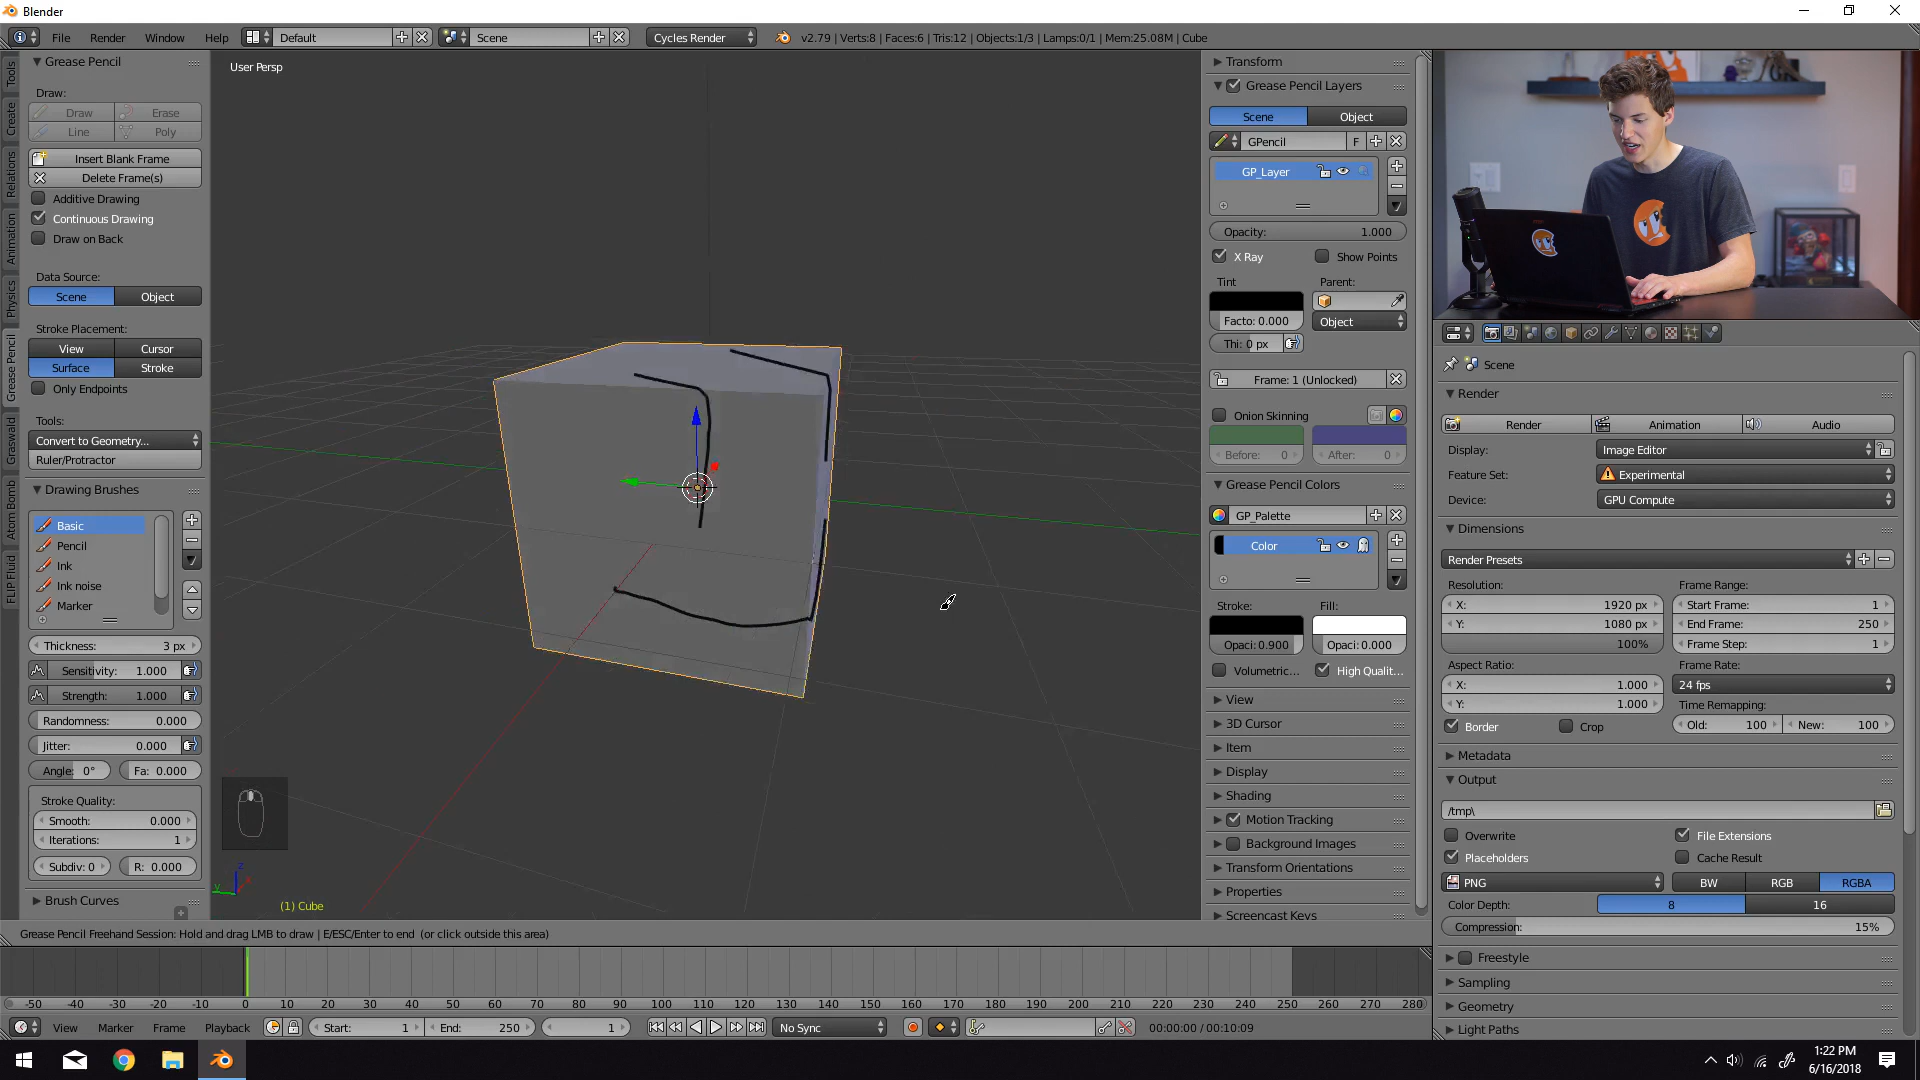 Blender
File Render Window Help Default Scene Cycles Render v2.79 | Verts:8 | Faces:6 | Tris:12 | Objects:1/3 | Lamps:0/1 | Mem:25.08M | Cube
Tools
Create
Relations
Animation
Physics
Grease Pencil
Graswald
Atom Bomb
FLIP Fluid
Grease Pencil
Draw:
Draw Erase
Line Poly
Insert Blank Frame
Delete Frame(s)
Additive Drawing
Continuous Drawing
Draw on Back
Data Source:
Scene Object
Stroke Placement:
View Cursor
Surface Stroke
Only Endpoints
Tools:
Convert to Geometry...
Ruler/Protractor
Drawing Brushes
Basic
Pencil
Ink
Ink noise
Marker
Thickness: 3 px
Sensitivity: 1.000
Strength: 1.000
Randomness: 0.000
Jitter: 0.000
Angle: 0° Fa: 0.000
Stroke Quality:
Smooth: 0.000
Iterations: 1
Subdiv: 0 R: 0.000
Brush Curves
User Persp
(1) Cube
z
y
Transform
Grease Pencil Layers
Scene Object
GPencil F
GP_Layer
Opacity: 1.000
X Ray Show Points
Tint Parent:
Facto: 0.000 Object
Thi: 0 px
Frame: 1 (Unlocked)
Onion Skinning
Before: 0 After: 0
Grease Pencil Colors
GP_Palette
Color
Stroke: Fill:
Opaci: 0.900 Opaci: 0.000
Volumetric... High Qualit...
View
3D Cursor
Item
Display
Shading
Motion Tracking
Background Images
Transform Orientations
Properties
Screencast Keys
Scene
Render
Render Animation Audio
Display: Image Editor
Feature Set: Experimental
Device: GPU Compute
Dimensions
Render Presets
Resolution: Frame Range:
X: 1920 px Start Frame: 1
Y: 1080 px End Frame: 250
100% Frame Step: 1
Aspect Ratio: Frame Rate:
X: 1.000 24 fps
Y: 1.000 Time Remapping:
Border Crop Old: 100 New: 100
Metadata
Output
/tmp\
Overwrite File Extensions
Placeholders Cache Result
PNG BW RGB RGBA
Color Depth: 8 16
Compression: 15%
Freestyle
Sampling
Geometry
Light Paths
Grease Pencil Freehand Session: Hold and drag LMB to draw | E/ESC/Enter to end (or click outside this area)
-50 -40 -30 -20 -10 0 10 20 30 40 50 60 70 80 90 100 110 120 130 140 150 160 170 180 190 200 210 220 230 240 250 260 270 280
View Marker Frame Playback Start: 1 End: 250 1 No Sync 00:00:00 / 00:10:09
1:22 PM
6/16/2018